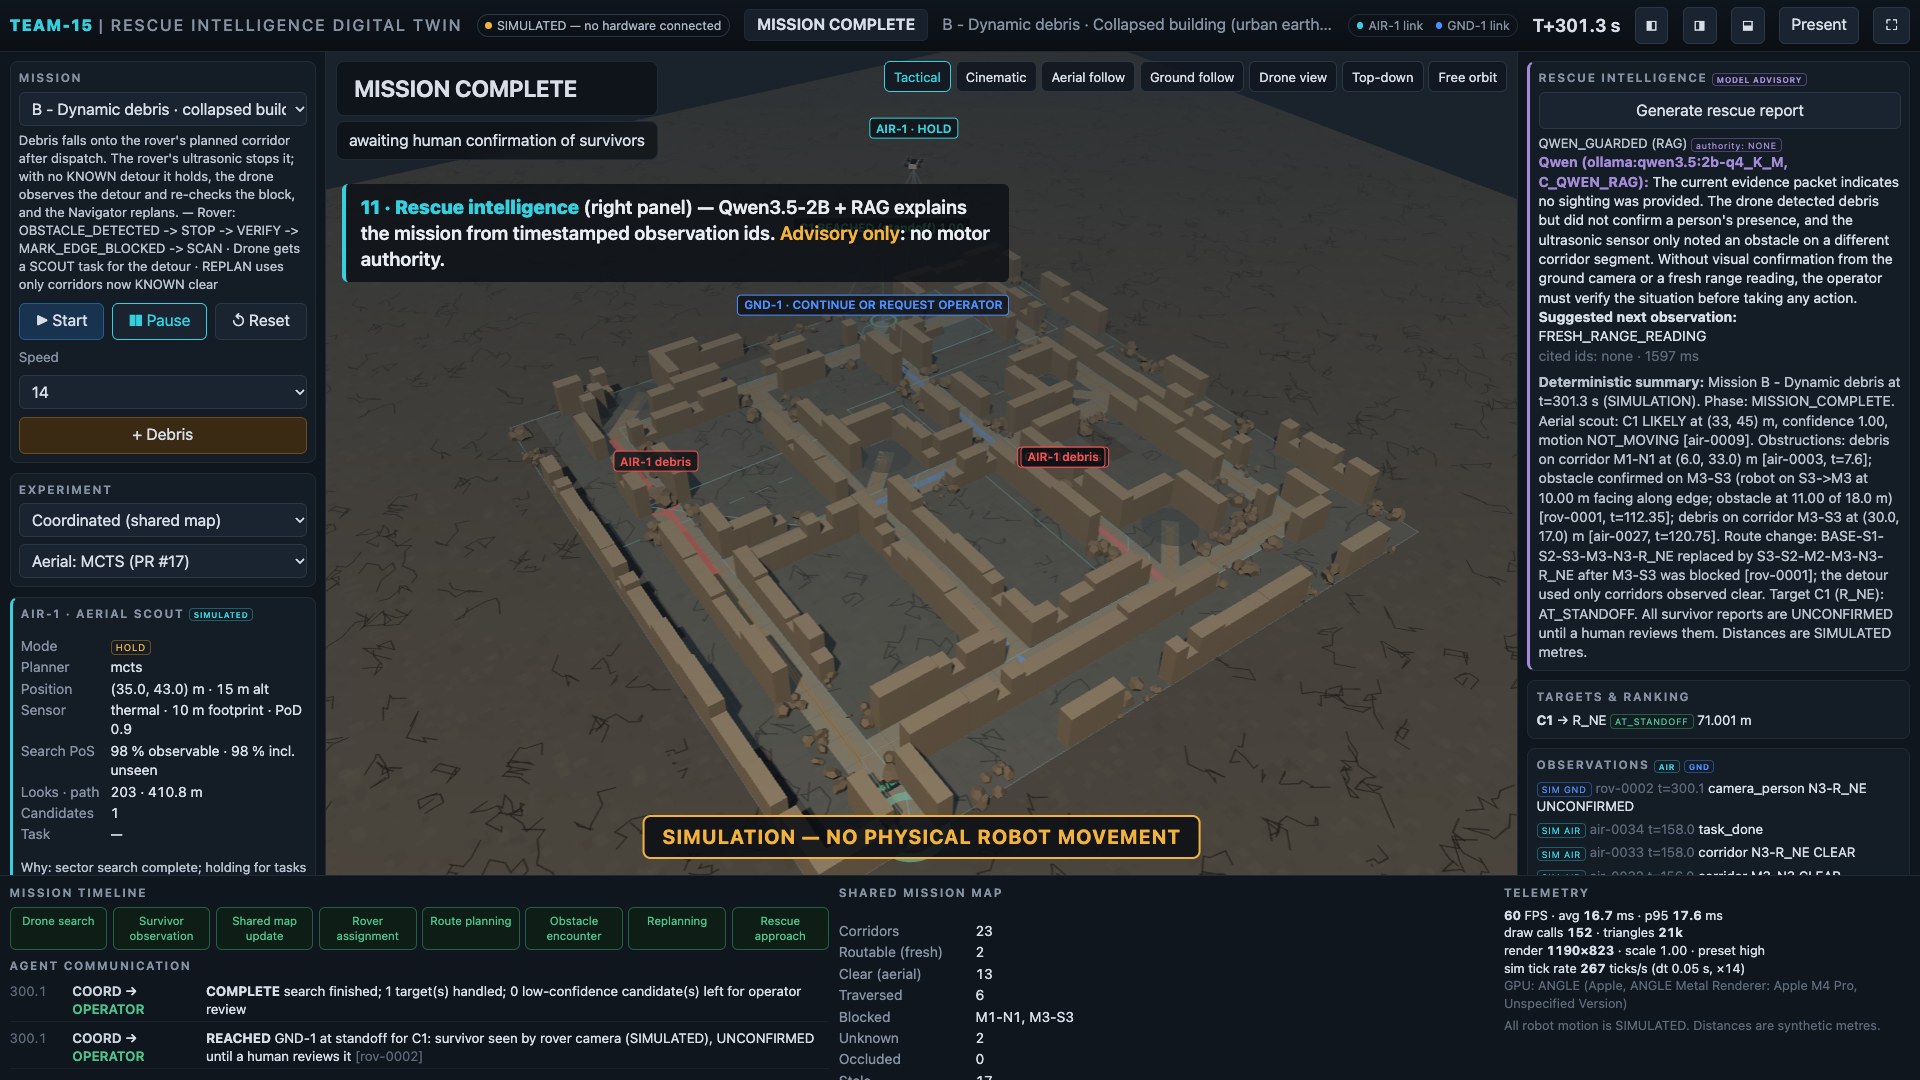 TEAM-15 | RESCUE INTELLIGENCE DIGITAL TWIN
SIMULATED — no hardware connected
MISSION COMPLETE
B - Dynamic debris · Collapsed building (urban earth...
AIR-1 link
GND-1 link
T+301.3 s
Present
MISSION
B - Dynamic debris · collapsed builc
Debris falls onto the rover's planned corridor
after dispatch. The rover's ultrasonic stops it;
with no KNOWN detour it holds, the drone
observes the detour and re-checks the block,
and the Navigator replans. — Rover:
OBSTACLE_DETECTED -> STOP -> VERIFY ->
MARK_EDGE_BLOCKED -> SCAN · Drone gets
a SCOUT task for the detour · REPLAN uses
only corridors now KNOWN clear
Start
Pause
Reset
Speed
14
+ Debris
EXPERIMENT
Coordinated (shared map)
Aerial: MCTS (PR #17)
AIR-1 · AERIAL SCOUT SIMULATED
Mode HOLD
Planner mcts
Position (35.0, 43.0) m · 15 m alt
Sensor thermal · 10 m footprint · PoD
0.9
Search PoS 98 % observable · 98 % incl.
unseen
Looks · path 203 · 410.8 m
Candidates 1
Task —
Why: sector search complete; holding for tasks
MISSION COMPLETE
awaiting human confirmation of survivors
Tactical
Cinematic
Aerial follow
Ground follow
Drone view
Top-down
Free orbit
AIR-1 · HOLD
11 · Rescue intelligence (right panel) — Qwen3.5-2B + RAG explains
the mission from timestamped observation ids. Advisory only: no motor
authority.
GND-1 · CONTINUE OR REQUEST OPERATOR
AIR-1 debris
AIR-1 debris
SIMULATION — NO PHYSICAL ROBOT MOVEMENT
RESCUE INTELLIGENCE MODEL ADVISORY
Generate rescue report
QWEN_GUARDED (RAG) authority: NONE
Qwen (ollama:qwen3.5:2b-q4_K_M,
C_QWEN_RAG): The current evidence packet indicates
no sighting was provided. The drone detected debris
but did not confirm a person's presence, and the
ultrasonic sensor only noted an obstacle on a different
corridor segment. Without visual confirmation from the
ground camera or a fresh range reading, the operator
must verify the situation before taking any action.
Suggested next observation:
FRESH_RANGE_READING
cited ids: none · 1597 ms
Deterministic summary: Mission B - Dynamic debris at
t=301.3 s (SIMULATION). Phase: MISSION_COMPLETE.
Aerial scout: C1 LIKELY at (33, 45) m, confidence 1.00,
motion NOT_MOVING [air-0009]. Obstructions: debris
on corridor M1-N1 at (6.0, 33.0) m [air-0003, t=7.6];
obstacle confirmed on M3-S3 (robot on S3->M3 at
10.00 m facing along edge; obstacle at 11.00 of 18.0 m)
[rov-0001, t=112.35]; debris on corridor M3-S3 at (30.0,
17.0) m [air-0027, t=120.75]. Route change: BASE-S1-
S2-S3-M3-N3-R_NE replaced by S3-S2-M2-M3-N3-
R_NE after M3-S3 was blocked [rov-0001]; the detour
used only corridors observed clear. Target C1 (R_NE):
AT_STANDOFF. All survivor reports are UNCONFIRMED
until a human reviews them. Distances are SIMULATED
metres.
TARGETS & RANKING
C1 → R_NE AT_STANDOFF 71.001 m
OBSERVATIONS AIR GND
SIM GND rov-0002 t=300.1 camera_person N3-R_NE
UNCONFIRMED
SIM AIR air-0034 t=158.0 task_done
SIM AIR air-0033 t=158.0 corridor N3-R_NE CLEAR
MISSION TIMELINE
Drone search
Survivor observation
Shared map update
Rover assignment
Route planning
Obstacle encounter
Replanning
Rescue approach
AGENT COMMUNICATION
300.1 COORD → OPERATOR COMPLETE search finished; 1 target(s) handled; 0 low-confidence candidate(s) left for operator
review
300.1 COORD → OPERATOR REACHED GND-1 at standoff for C1: survivor seen by rover camera (SIMULATED), UNCONFIRMED
until a human reviews it [rov-0002]
SHARED MISSION MAP
Corridors 23
Routable (fresh) 2
Clear (aerial) 13
Traversed 6
Blocked M1-N1, M3-S3
Unknown 2
Occluded 0
Stale 17
TELEMETRY
60 FPS · avg 16.7 ms · p95 17.6 ms
draw calls 152 · triangles 21k
render 1190×823 · scale 1.00 · preset high
sim tick rate 267 ticks/s (dt 0.05 s, ×14)
GPU: ANGLE (Apple, ANGLE Metal Renderer: Apple M4 Pro,
Unspecified Version)
All robot motion is SIMULATED. Distances are synthetic metres.